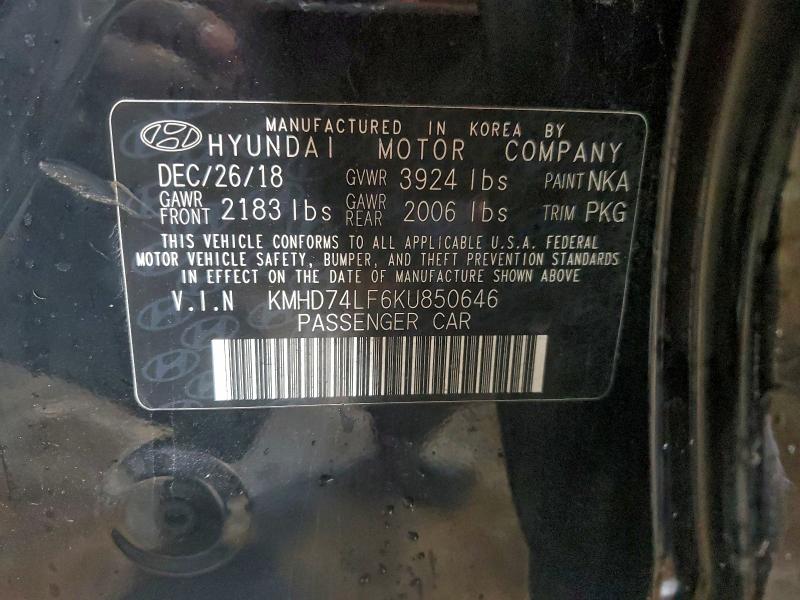 MANUFACTURED IN KOREA BY
HYUNDAI MOTOR COMPANY
DEC/26/18 GVWR 3924 lbs PAINT NKA
GAWR FRONT 2183 lbs GAWR REAR 2006 lbs TRIM PKG
THIS VEHICLE CONFORMS TO ALL APPLICABLE U.S.A. FEDERAL
MOTOR VEHICLE SAFETY, BUMPER, AND THEFT PREVENTION STANDARDS
IN EFFECT ON THE DATE OF MANUFACTURE SHOWN ABOVE
V.I.N KMHD74LF6KU850646
PASSENGER CAR